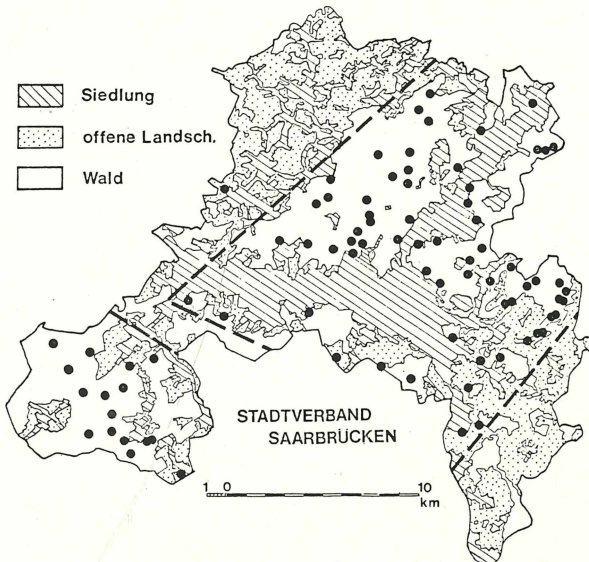 Siedlung
offene Landsch.
Wald
STADTVERBAND
SAARBRÜCKEN
1 0 10
km